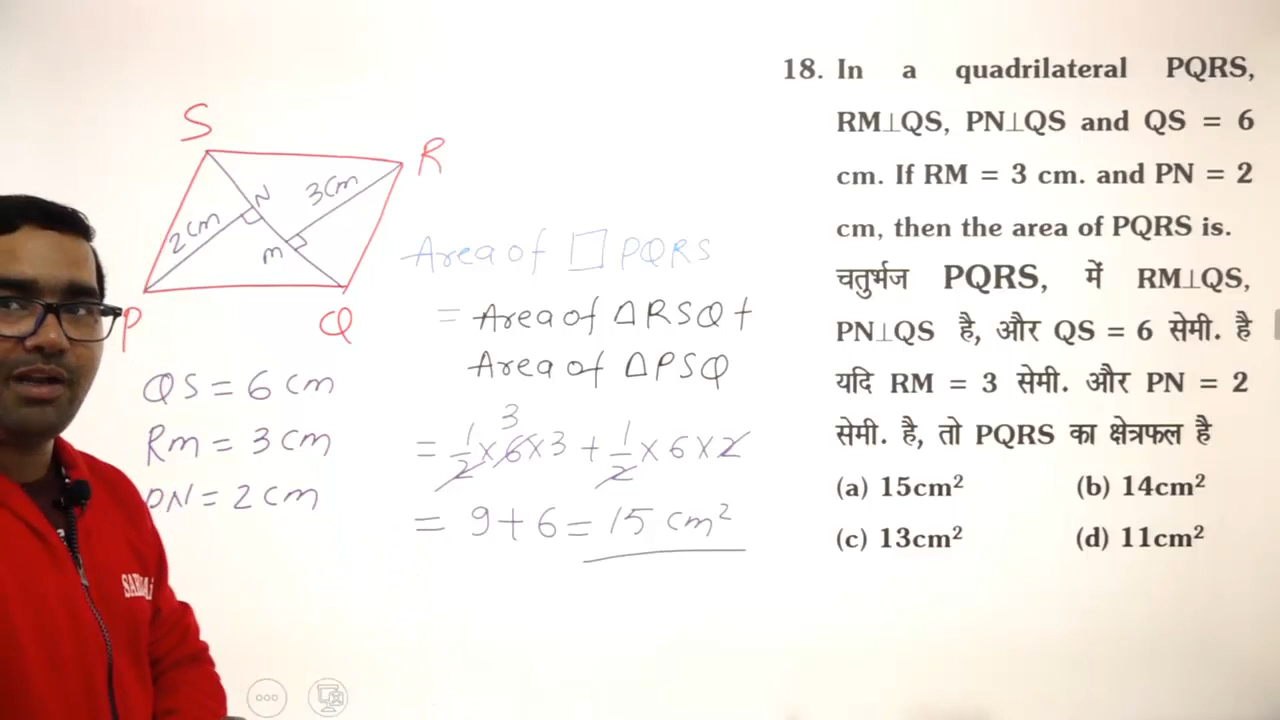 S
R
N
3cm
2cm
m
P
Q
QS = 6 cm
Rm = 3 cm
PN = 2 cm
Area of □ PQRS
= Area of △RSQ +
Area of △PSQ
3
= 1/2 × 6 × 3 + 1/2 × 6 × 2
= 9 + 6 = 15 cm²
18. In a quadrilateral PQRS,
RM⊥QS, PN⊥QS and QS = 6
cm. If RM = 3 cm. and PN = 2
cm, then the area of PQRS is.
चतुर्भज PQRS, में RM⊥QS,
PN⊥QS है, और QS = 6 सेमी. है
यदि RM = 3 सेमी. और PN = 2
सेमी. है, तो PQRS का क्षेत्रफल है
(a) 15cm² (b) 14cm²
(c) 13cm² (d) 11cm²